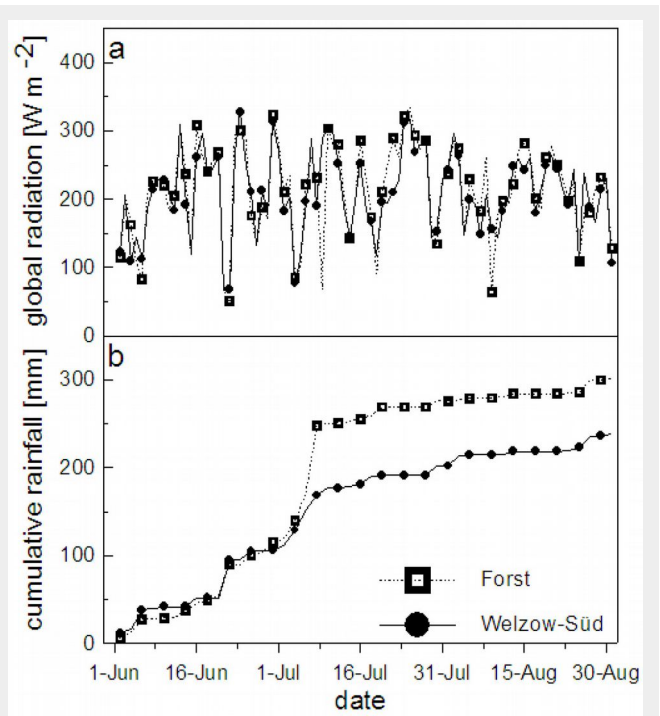 a
global radiation [W m-2]
400
300
200
100
0
b
cumulative rainfall [mm]
300
200
100
0
Forst
Welzow-Süd
1-Jun 16-Jun 1-Jul 16-Jul 31-Jul 15-Aug 30-Aug
date